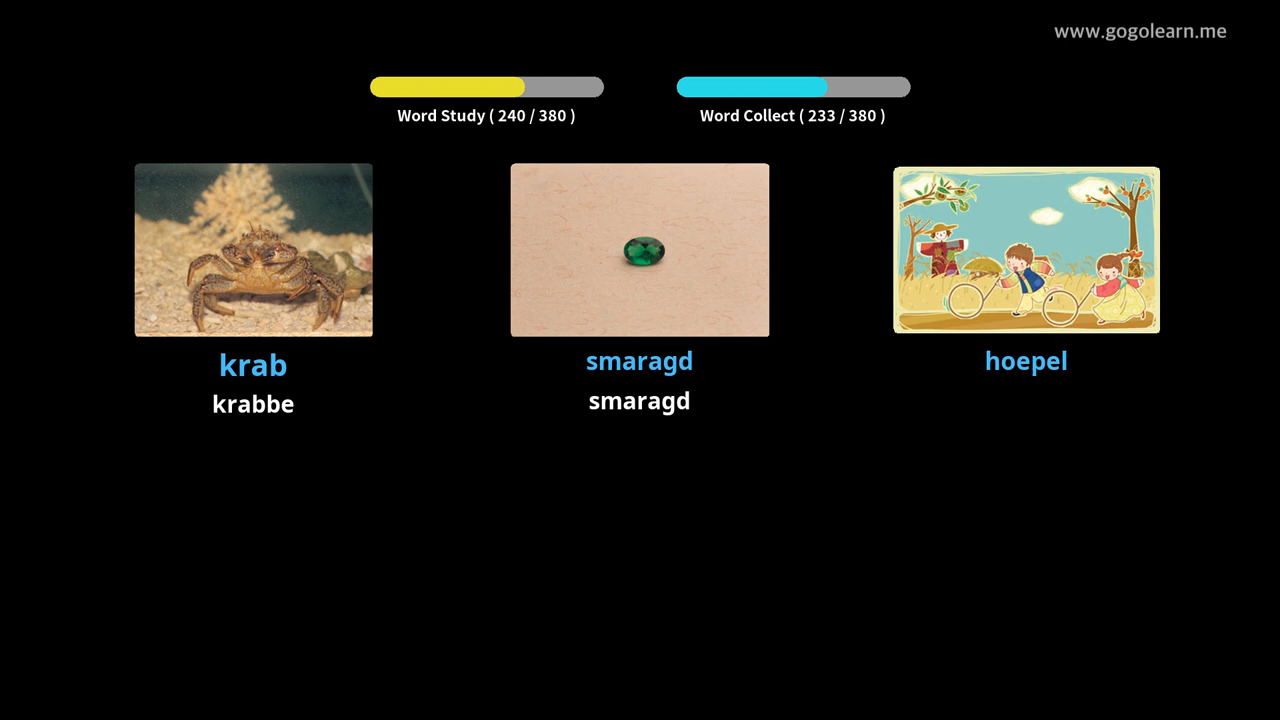 www.gogolearn.me
Word Study ( 240 / 380 )
Word Collect ( 233 / 380 )
krab
krabbe
smaragd
smaragd
hoepel